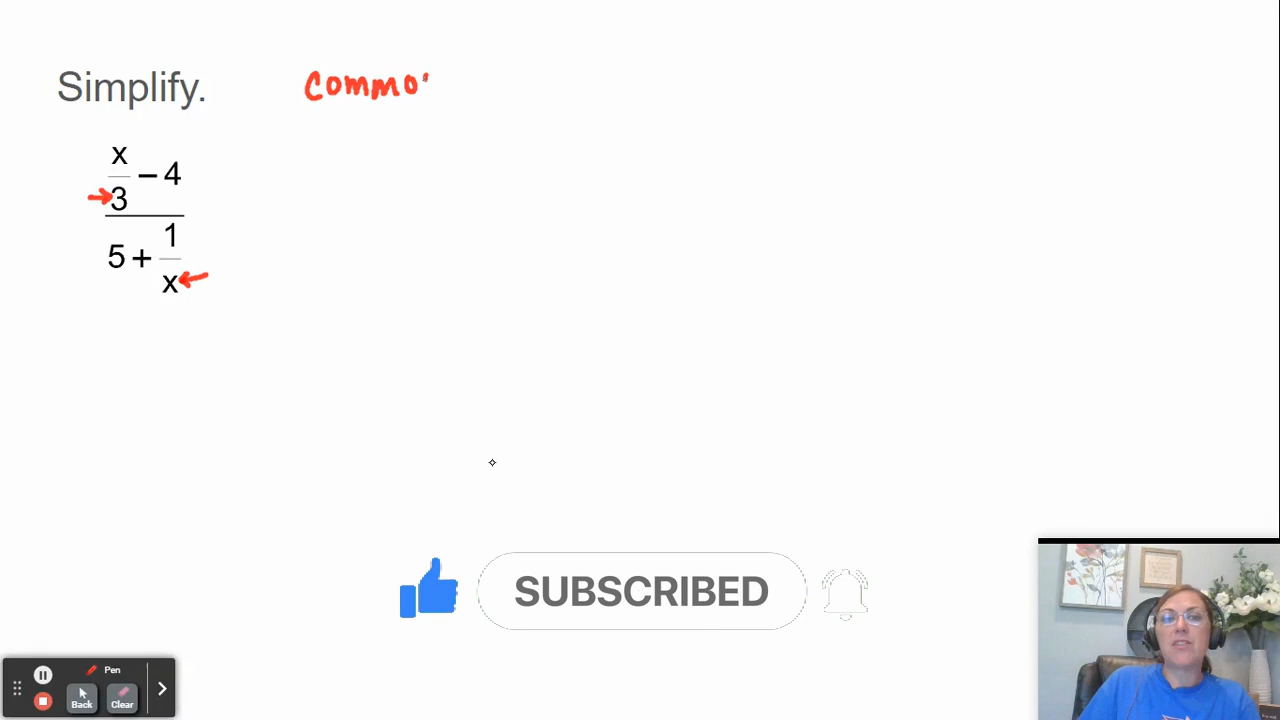 Simplify.
commo
x
3
− 4
5 +
1
x
SUBSCRIBED
Pen
Back
Clear